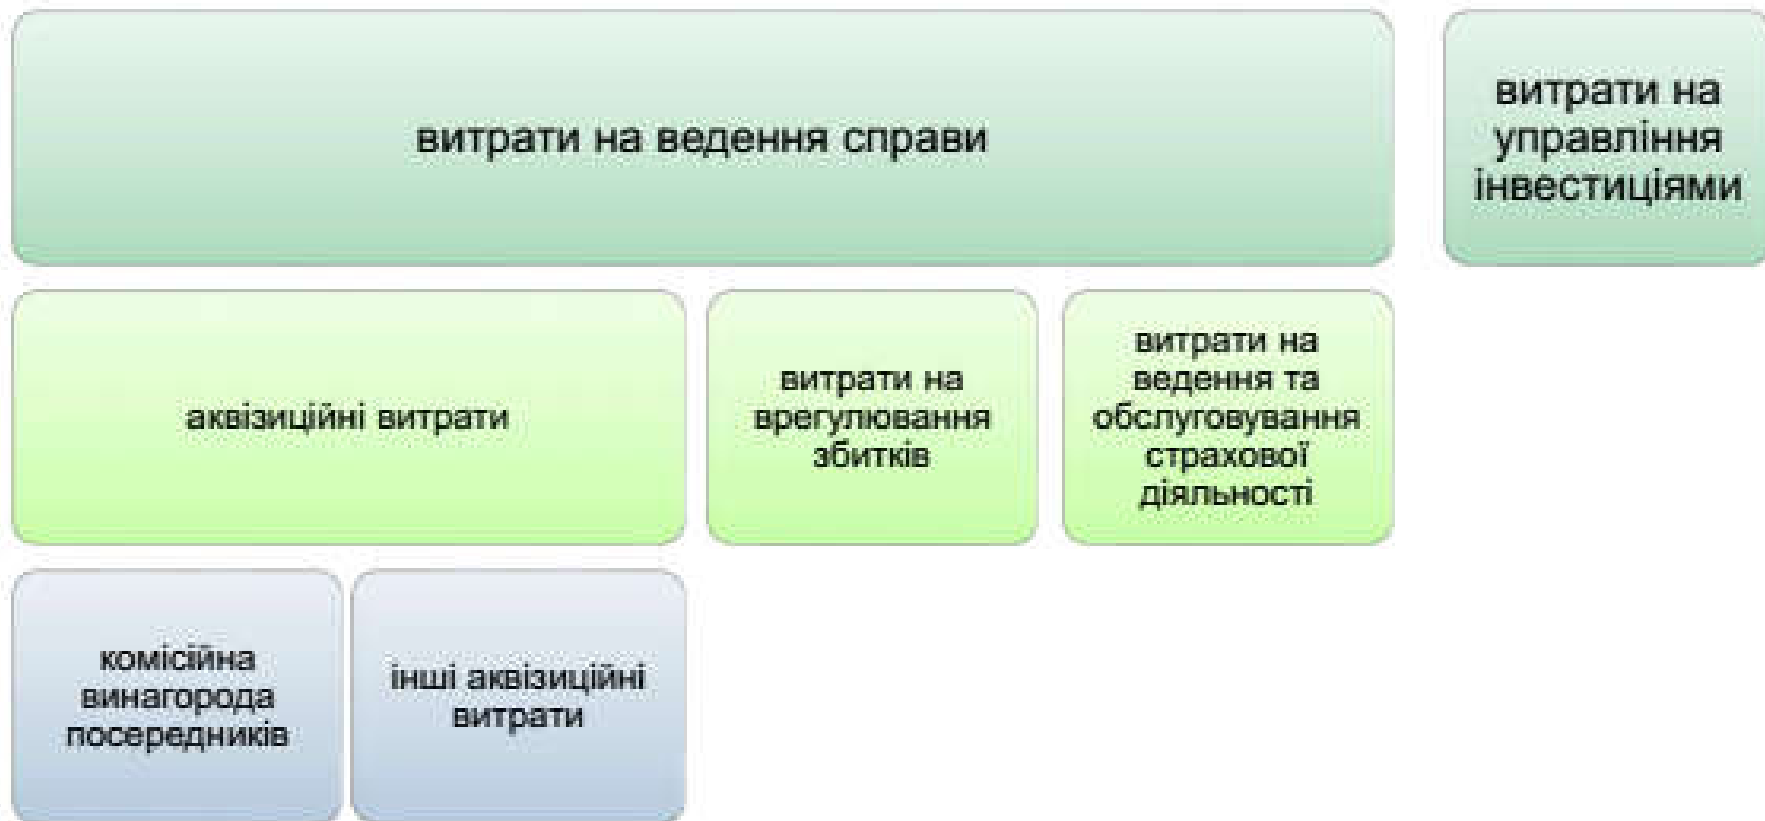 витрати на ведення справи
витрати на
управління
інвестиціями
аквізиційні витрати
витрати на
врегулювання
збитків
витрати на
ведення та
обслуговування
страхової
діяльності
комісійна
винагорода
посередників
інші аквізиційні
витрати